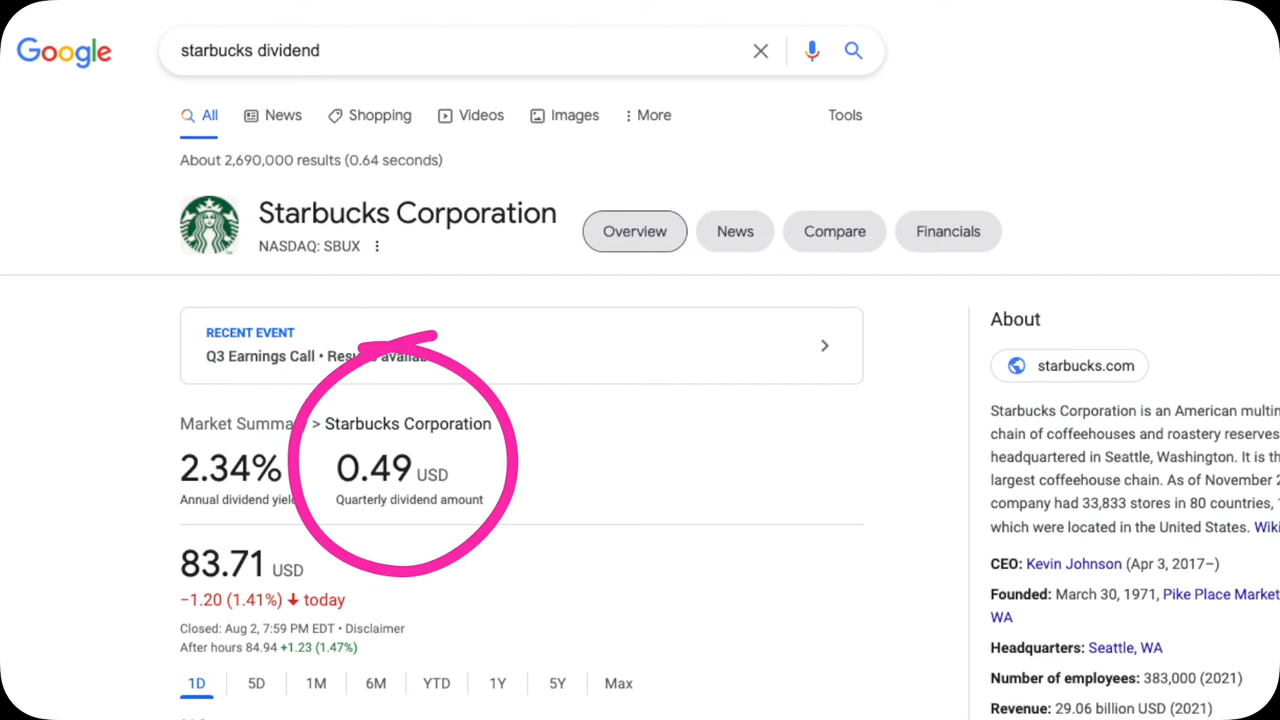 Google
starbucks dividend
All News Shopping Videos Images More Tools
About 2,690,000 results (0.64 seconds)
Starbucks Corporation
NASDAQ: SBUX
Overview News Compare Financials
RECENT EVENT
Q3 Earnings Call • Results available
Market Summary > Starbucks Corporation
2.34%
Annual dividend yield
0.49 USD
Quarterly dividend amount
83.71 USD
−1.20 (1.41%) today
Closed: Aug 2, 7:59 PM EDT • Disclaimer
After hours 84.94 +1.23 (1.47%)
1D 5D 1M 6M YTD 1Y 5Y Max
About
starbucks.com
Starbucks Corporation is an American
chain of coffeehouses and roastery reserves
headquartered in Seattle, Washington. It is
largest coffeehouse chain. As of November
company had 33,833 stores in 80 countries,
which were located in the United States.
CEO: Kevin Johnson (Apr 3, 2017–)
Founded: March 30, 1971, Pike Place Market
WA
Headquarters: Seattle, WA
Number of employees: 383,000 (2021)
Revenue: 29.06 billion USD (2021)